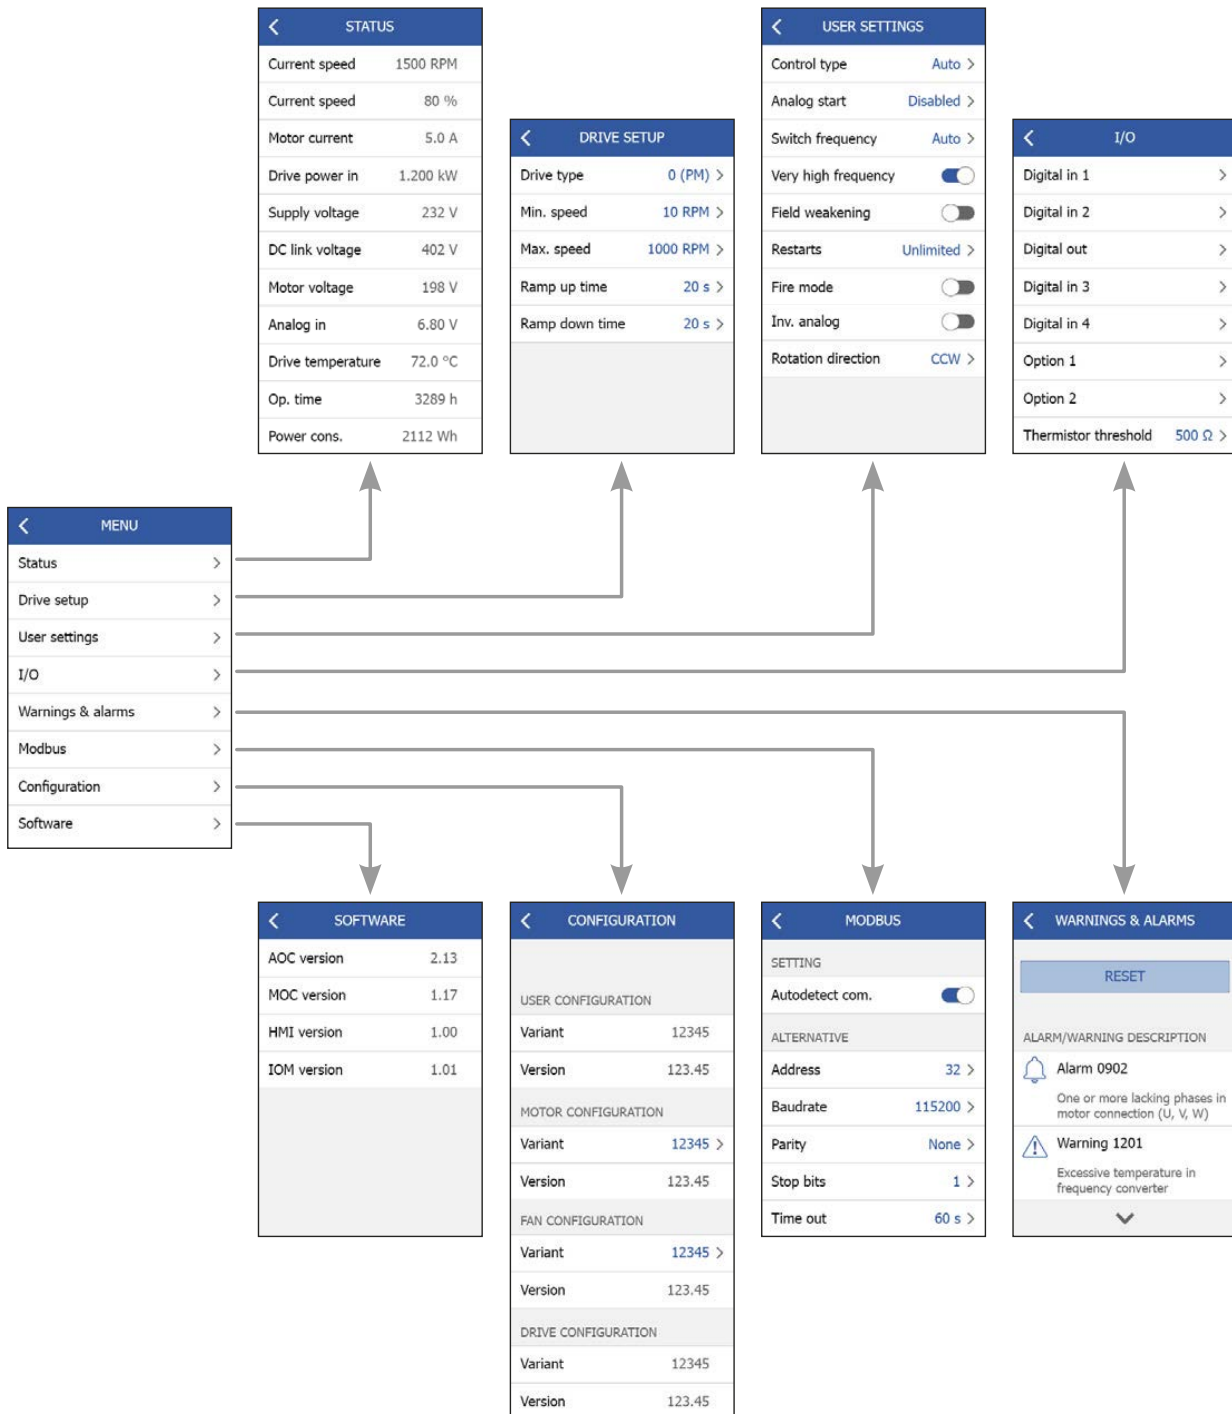 STATUS
Current speed 1500 RPM
Current speed 80 %
Motor current 5.0 A
Drive power in 1.200 kW
Supply voltage 232 V
DC link voltage 402 V
Motor voltage 198 V
Analog in 6.80 V
Drive temperature 72.0 °C
Op. time 3289 h
Power cons. 2112 Wh
DRIVE SETUP
Drive type 0 (PM)
Min. speed 10 RPM
Max. speed 1000 RPM
Ramp up time 20 s
Ramp down time 20 s
USER SETTINGS
Control type Auto
Analog start Disabled
Switch frequency Auto
Very high frequency
Field weakening
Restarts Unlimited
Fire mode
Inv. analog
Rotation direction CCW
I/O
Digital in 1
Digital in 2
Digital out
Digital in 3
Digital in 4
Option 1
Option 2
Thermistor threshold 500 Ω
MENU
Status
Drive setup
User settings
I/O
Warnings & alarms
Modbus
Configuration
Software
SOFTWARE
AOC version 2.13
MOC version 1.17
HMI version 1.00
IOM version 1.01
CONFIGURATION
USER CONFIGURATION
Variant 12345
Version 123.45
MOTOR CONFIGURATION
Variant 12345
Version 123.45
FAN CONFIGURATION
Variant 12345
Version 123.45
DRIVE CONFIGURATION
Variant 12345
Version 123.45
MODBUS
SETTING
Autodetect com.
ALTERNATIVE
Address 32
Baudrate 115200
Parity None
Stop bits 1
Time out 60 s
WARNINGS & ALARMS
RESET
ALARM/WARNING DESCRIPTION
Alarm 0902
One or more lacking phases in
motor connection (U, V, W)
Warning 1201
Excessive temperature in
frequency converter